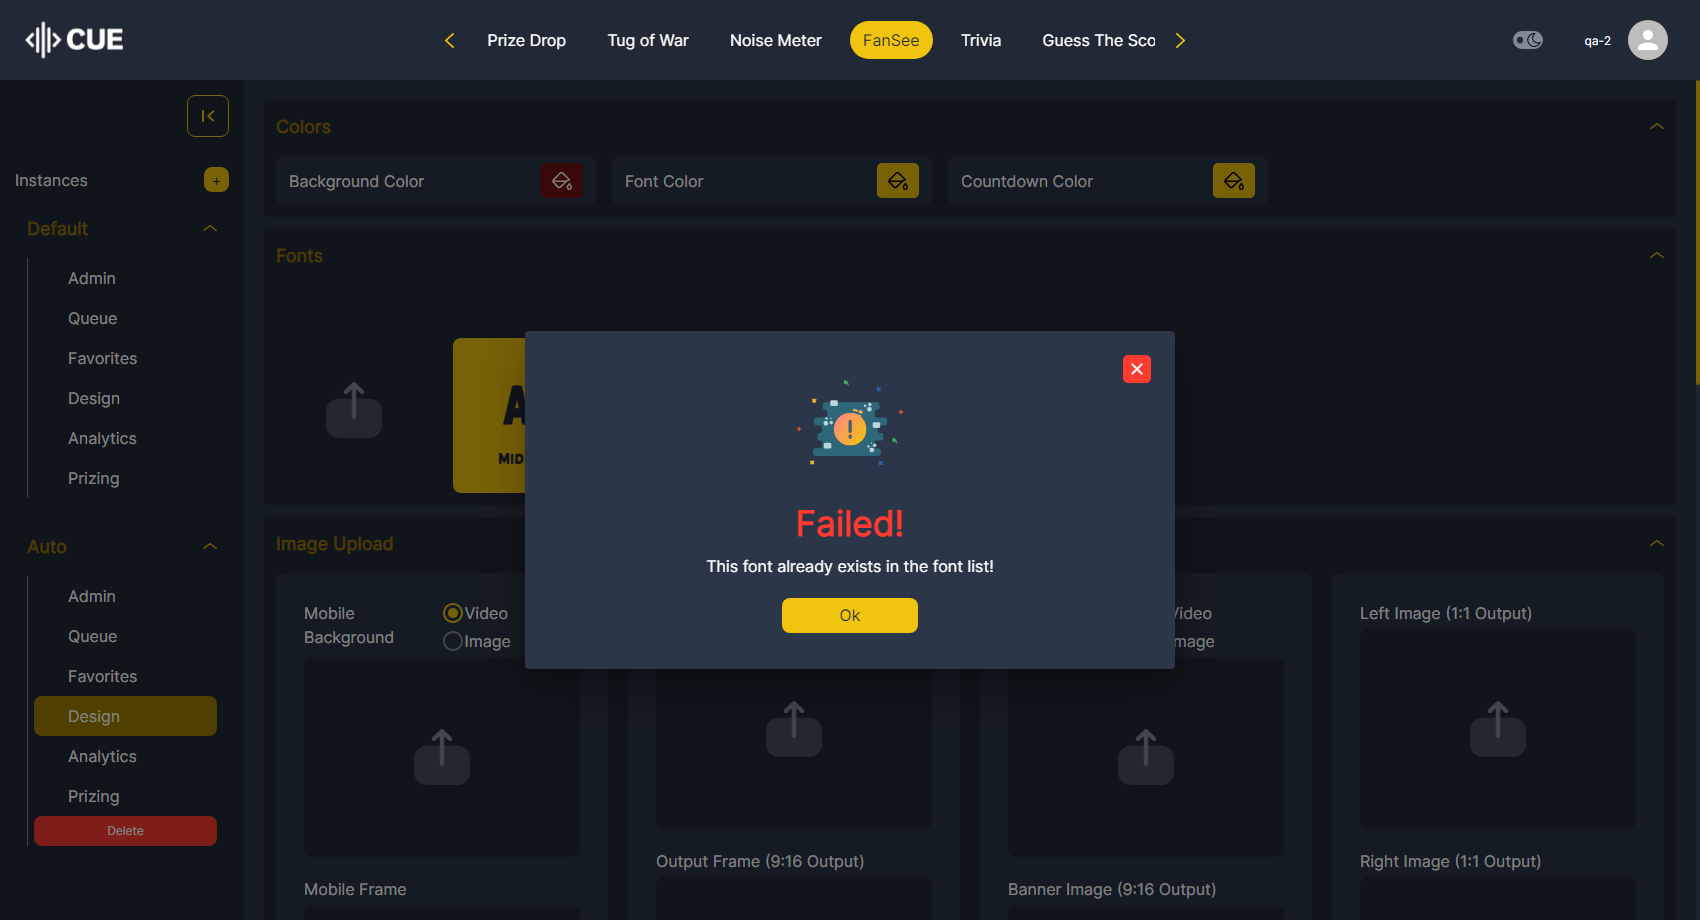 CUE
Prize Drop
Tug of War
Noise Meter
FanSee
Trivia
Guess The Sco
qa-2
Instances
+
Default
Admin
Queue
Favorites
Design
Analytics
Prizing
Auto
Admin
Queue
Favorites
Design
Analytics
Prizing
Delete
Colors
Background Color
Font Color
Countdown Color
Fonts
A
MID
Failed!
This font already exists in the font list!
Ok
Image Upload
Mobile
Background
Video
Image
Mobile Frame
Output Frame (9:16 Output)
Video
mage
Banner Image (9:16 Output)
Left Image (1:1 Output)
Right Image (1:1 Output)